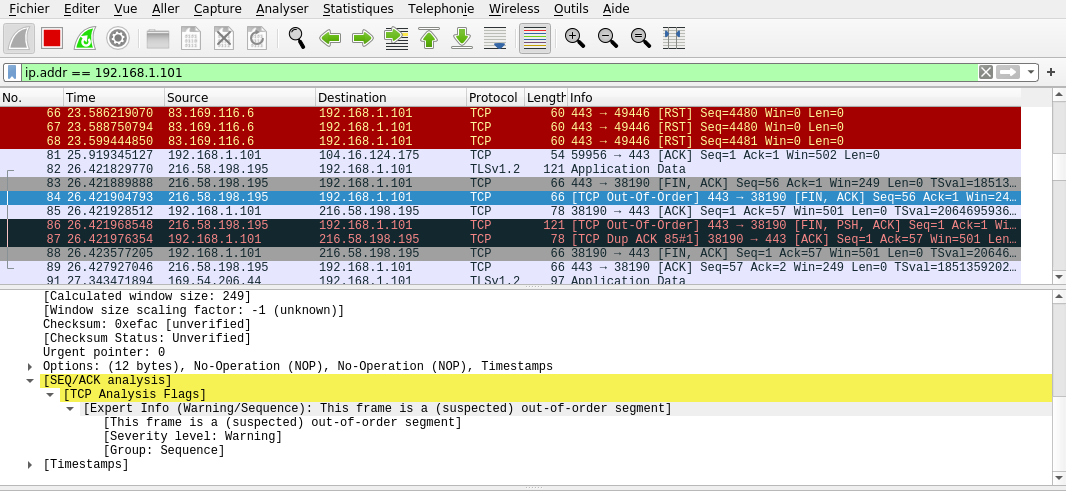 Fichier Editer Vue Aller Capture Analyser Statistiques Telephonie Wireless Outils Aide
ip.addr == 192.168.1.101
No. Time Source Destination Protocol Length Info
66 23.586219070 83.169.116.6 192.168.1.101 TCP 60 443 → 49446 [RST] Seq=4480 Win=0 Len=0
67 23.588750794 83.169.116.6 192.168.1.101 TCP 60 443 → 49446 [RST] Seq=4480 Win=0 Len=0
68 23.599444850 83.169.116.6 192.168.1.101 TCP 60 443 → 49446 [RST] Seq=4481 Win=0 Len=0
81 25.919345127 192.168.1.101 104.16.124.175 TCP 54 59956 → 443 [ACK] Seq=1 Ack=1 Win=502 Len=0
82 26.421829770 216.58.198.195 192.168.1.101 TLSv1.2 121 Application Data
83 26.421889888 216.58.198.195 192.168.1.101 TCP 66 443 → 38190 [FIN, ACK] Seq=56 Ack=1 Win=249 Len=0 TSval=18513…
84 26.421904793 216.58.198.195 192.168.1.101 TCP 66 [TCP Out-Of-Order] 443 → 38190 [FIN, ACK] Seq=56 Ack=1 Win=24…
85 26.421928512 192.168.1.101 216.58.198.195 TCP 78 38190 → 443 [ACK] Seq=1 Ack=57 Win=501 Len=0 TSval=2064695936…
86 26.421968548 216.58.198.195 192.168.1.101 TCP 121 [TCP Out-Of-Order] 443 → 38190 [FIN, PSH, ACK] Seq=1 Ack=1 Wi…
87 26.421976354 192.168.1.101 216.58.198.195 TCP 78 [TCP Dup ACK 85#1] 38190 → 443 [ACK] Seq=1 Ack=57 Win=501 Len…
88 26.423577205 192.168.1.101 216.58.198.195 TCP 66 38190 → 443 [FIN, ACK] Seq=1 Ack=57 Win=501 Len=0 TSval=20646…
89 26.427927046 216.58.198.195 192.168.1.101 TCP 66 443 → 38190 [ACK] Seq=57 Ack=2 Win=249 Len=0 TSval=1851359202…
91 27.343471894 169.54.206.44 192.168.1.101 TLSv1.2 97 Application Data
[Calculated window size: 249]
[Window size scaling factor: -1 (unknown)]
Checksum: 0xefac [unverified]
[Checksum Status: Unverified]
Urgent pointer: 0
Options: (12 bytes), No-Operation (NOP), No-Operation (NOP), Timestamps
[SEQ/ACK analysis]
[TCP Analysis Flags]
[Expert Info (Warning/Sequence): This frame is a (suspected) out-of-order segment]
[This frame is a (suspected) out-of-order segment]
[Severity level: Warning]
[Group: Sequence]
[Timestamps]